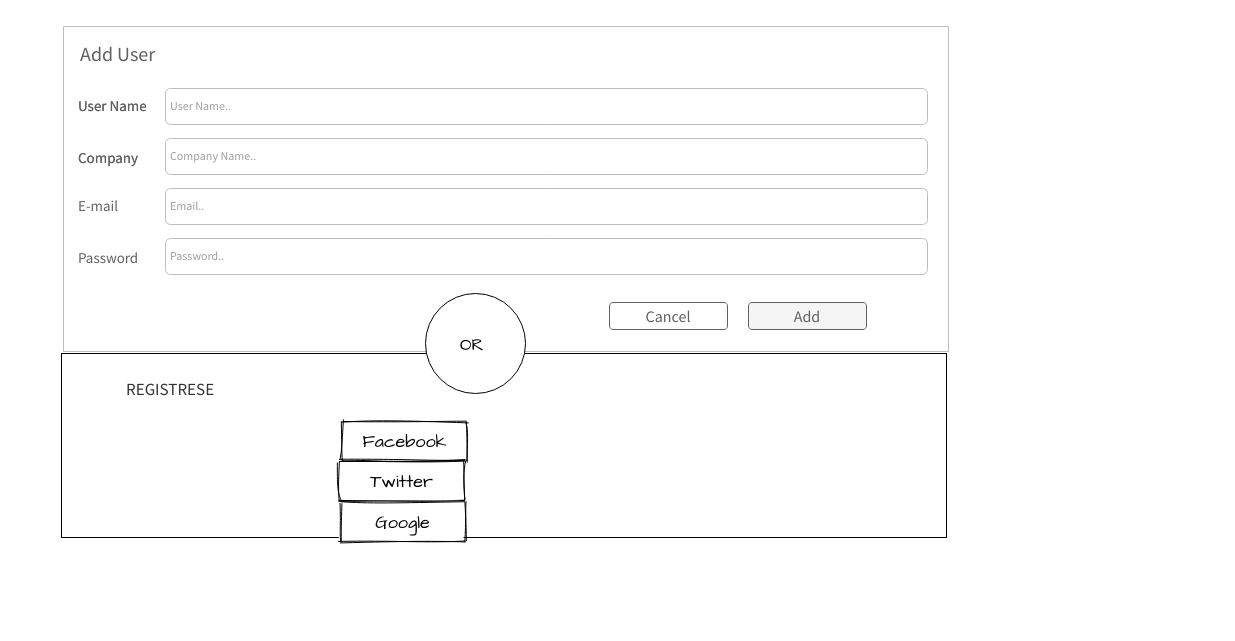 Add User
User Name
User Name..
Company
Company Name..
E-mail
Email..
Password
Password..
Cancel
Add
OR
REGISTRESE
Facebook
Twitter
Google